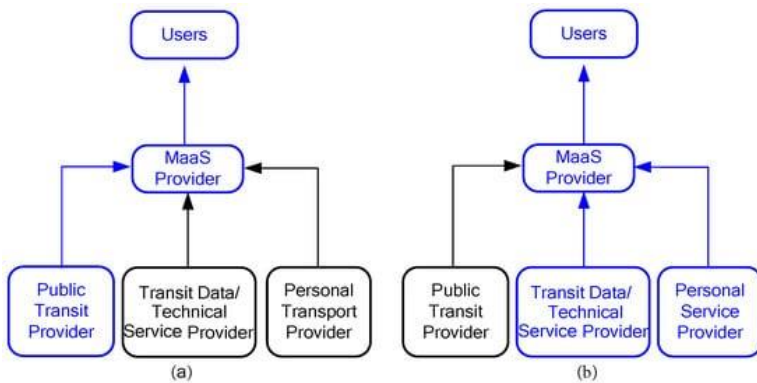 Users
MaaS
Provider
Public
Transit
Provider
Transit Data/
Technical
Service Provider
Personal
Transport
Provider
(a)
Users
MaaS
Provider
Public
Transit
Provider
Transit Data/
Technical
Service Provider
Personal
Service
Provider
(b)